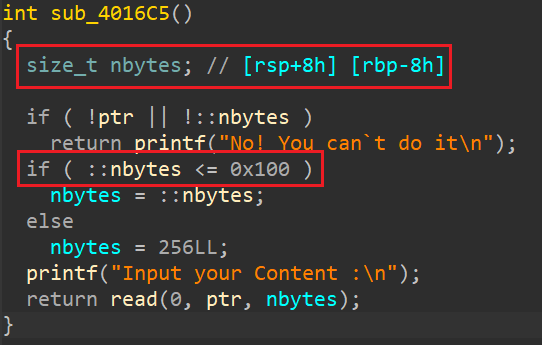 int sub_4016C5()
{
size_t nbytes; // [rsp+8h] [rbp-8h]
if ( !ptr || !::nbytes )
return printf("No! You can`t do it\n");
if ( ::nbytes <= 0x100 )
nbytes = ::nbytes;
else
nbytes = 256LL;
printf("Input your Content :\n");
return read(0, ptr, nbytes);
}